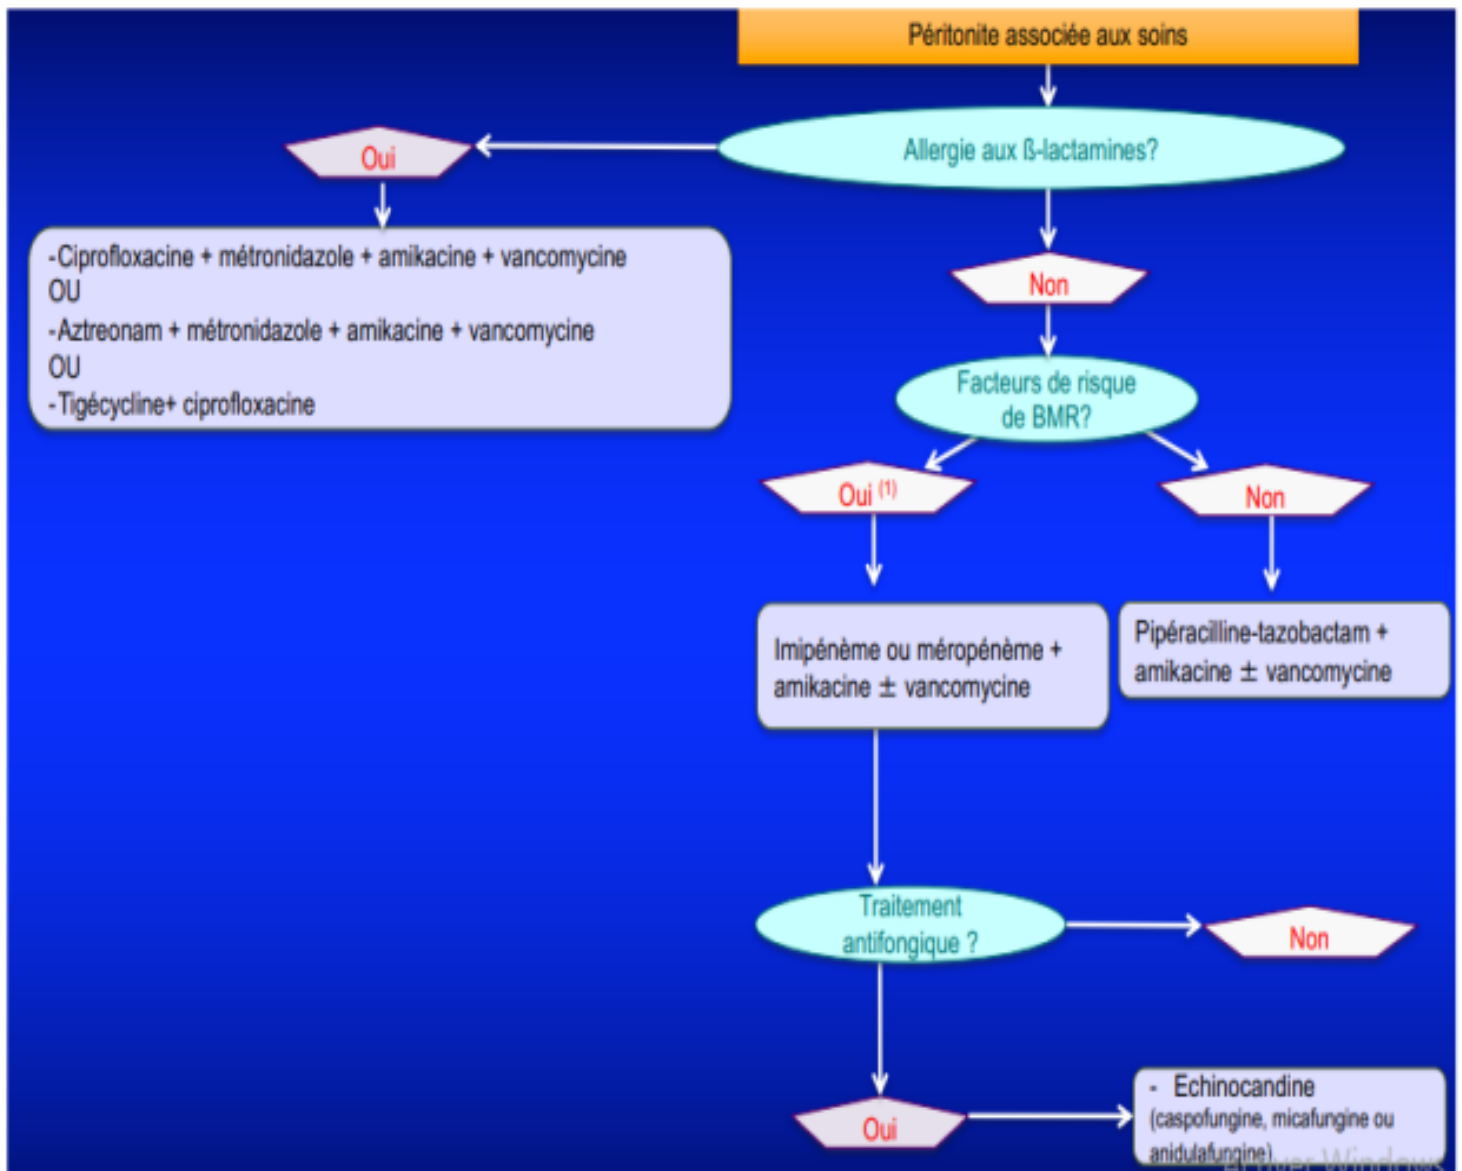 Péritonite associée aux soins
Allergie aux ß-lactamines?
Oui
-Ciprofloxacine + métronidazole + amikacine + vancomycine
OU
-Aztreonam + métronidazole + amikacine + vancomycine
OU
-Tigécycline+ ciprofloxacine
Non
Facteurs de risque
de BMR?
Oui (1)
Non
Imipénème ou méropénème +
amikacine ± vancomycine
Pipéracilline-tazobactam +
amikacine ± vancomycine
Traitement
antifongique ?
Non
Oui
- Echinocandine
(caspofungine, micafungine ou
anidulafungine)
Windows